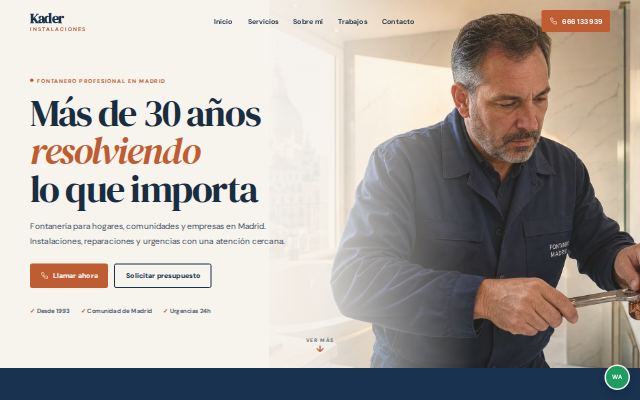 Kader
INSTALACIONES
Inicio Servicios Sobre mí Trabajos Contacto
666 133 939
FONTANERO PROFESIONAL EN MADRID
Más de 30 años
resolviendo
lo que importa
Fontanería para hogares, comunidades y empresas en Madrid.
Instalaciones, reparaciones y urgencias con una atención cercana.
Llamar ahora
Solicitar presupuesto
✓ Desde 1993 ✓ Comunidad de Madrid ✓ Urgencias 24h
VER MÁS
WA